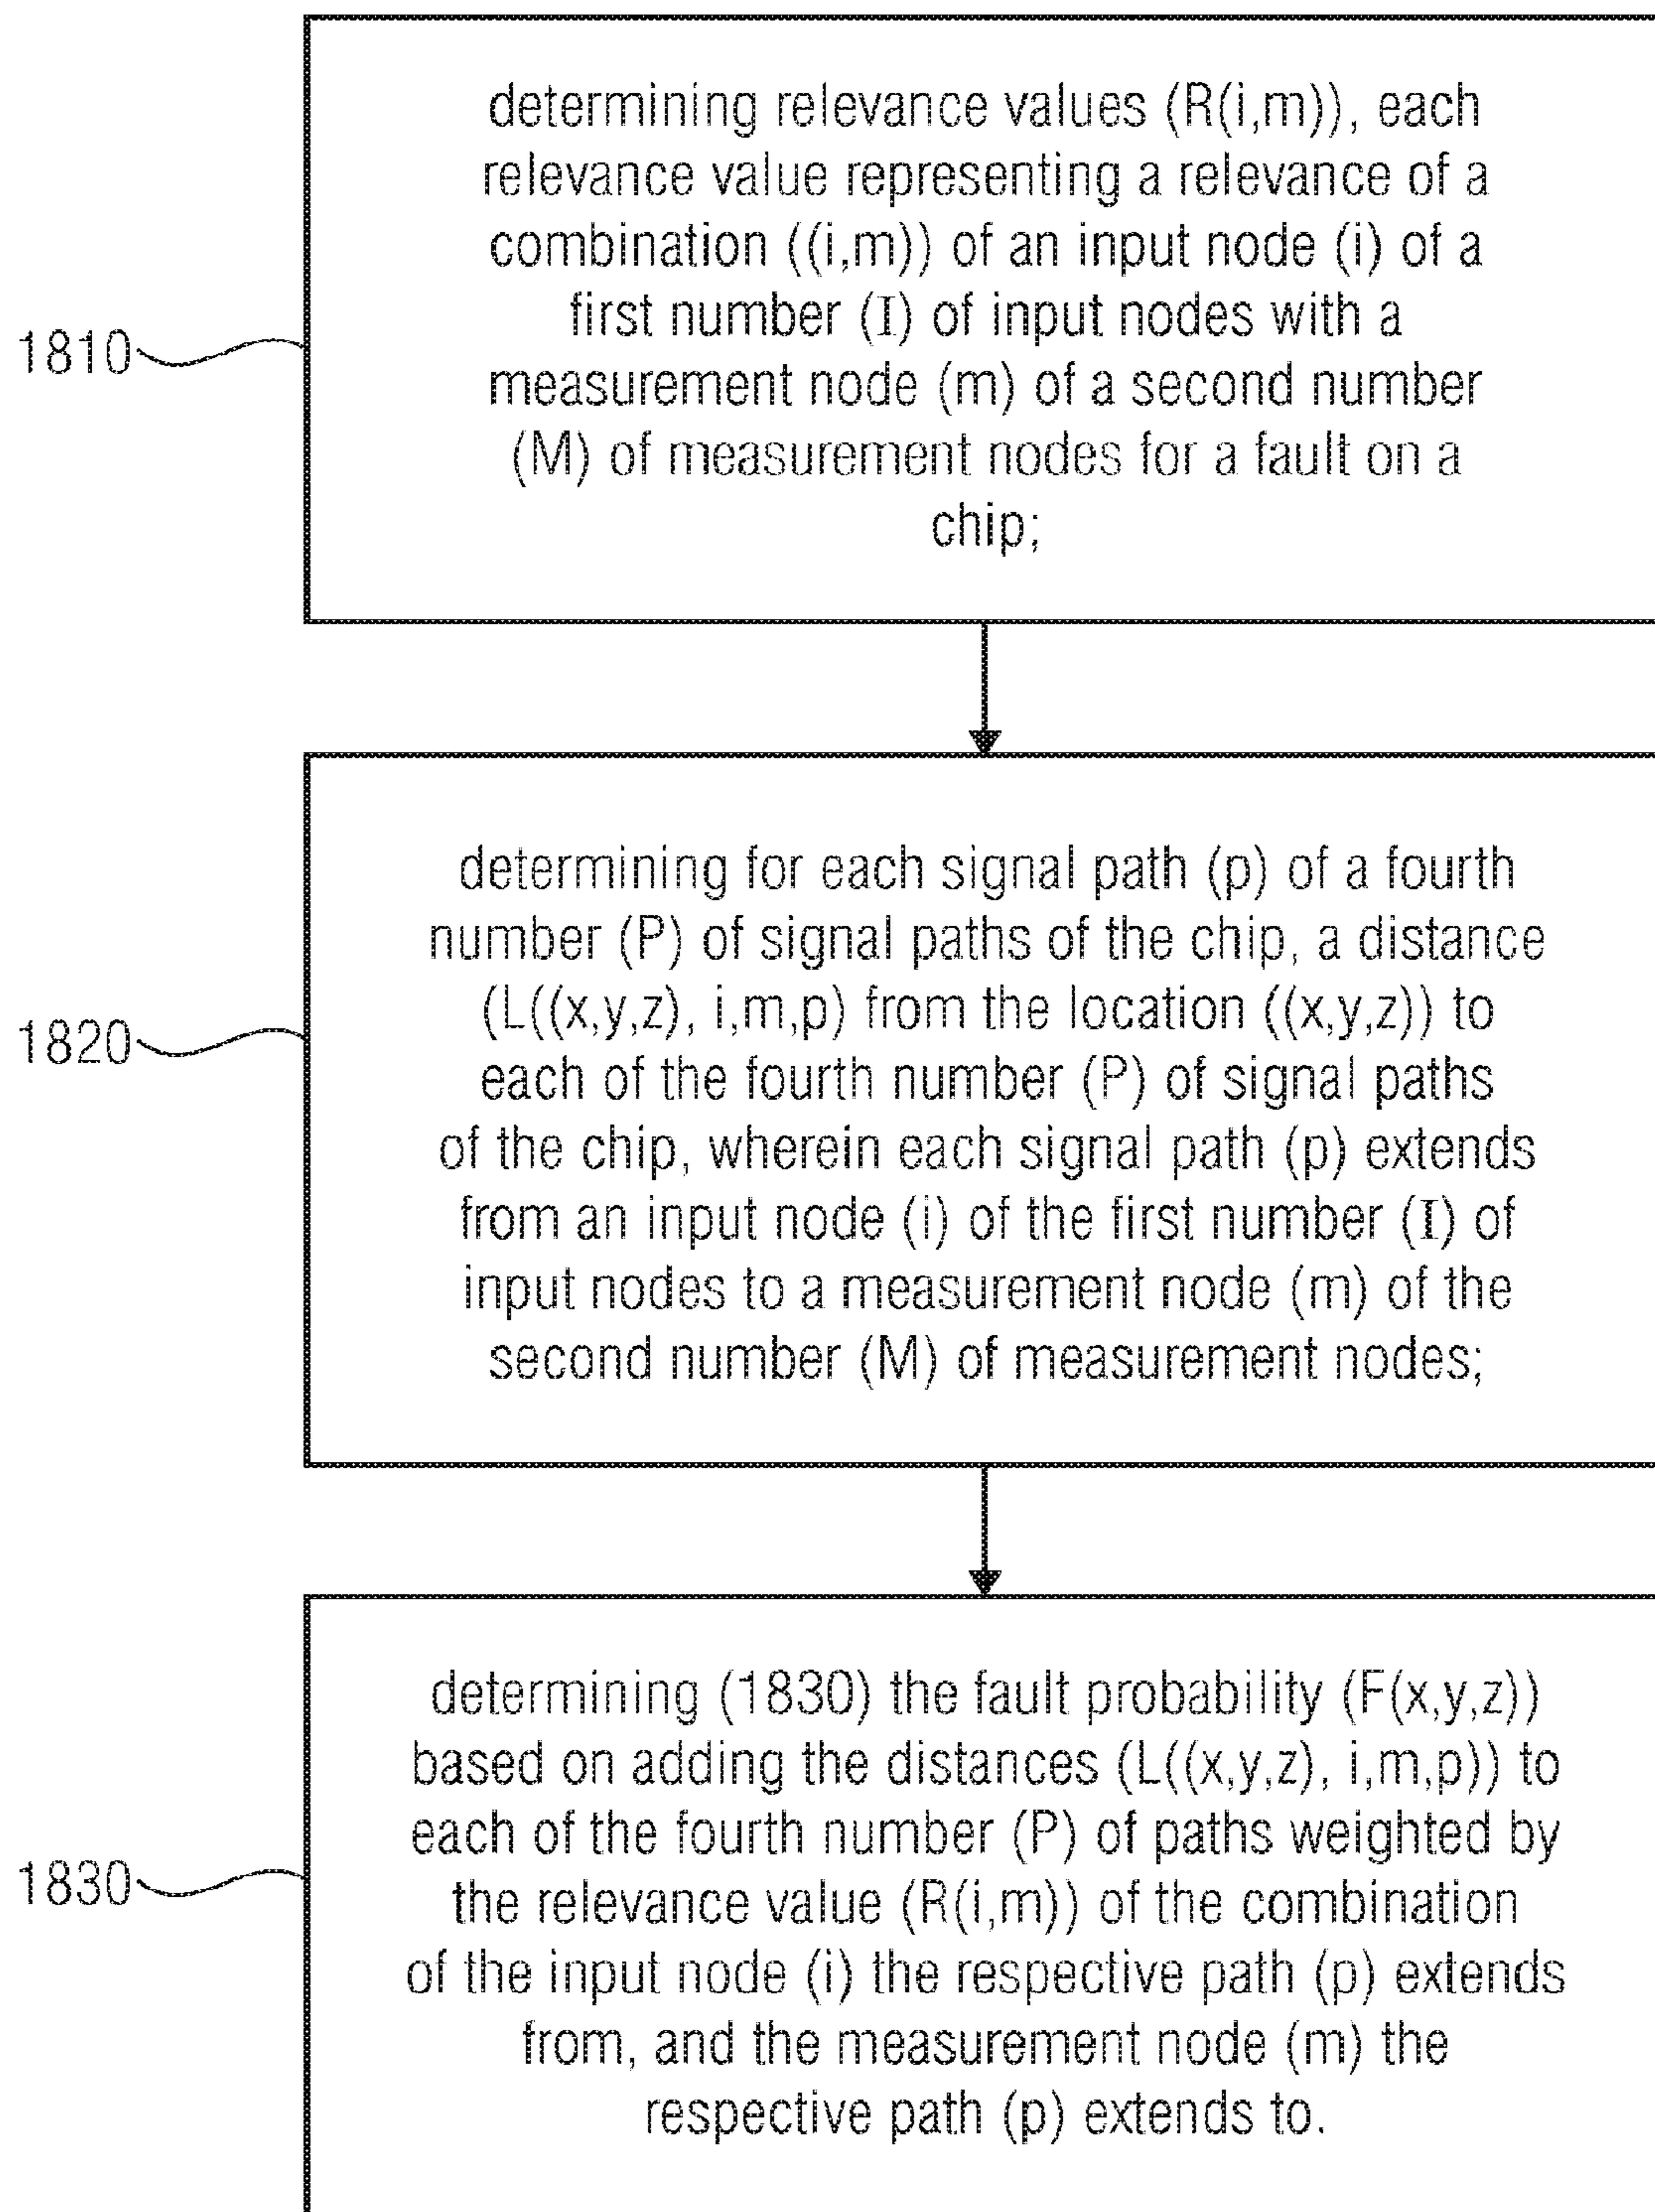 determining relevance values (R(i,m)), each
relevance value representing a relevance of a
combination ((i,m)) of an input node (i) of a
first number (I) of input nodes with a
1810
measurement node (m) of a second number
(M) of measurement nodes for a fault on a
chip;
determining for each signal path (p) of a fourth
number (P) of signal paths of the chip, a distance
(L((x,y,z), i,m,p) from the location ((x,y,z)) to
1820
each of the fourth number (P) of signal paths
of the chip, wherein each signal path (p) extends
from an input node (i) of the first number (I) of
input nodes to a measurement node (m) of the
second number (M) of measurement nodes;
determining (1830) the fault probability (F(x,y,z))
based on adding the distances (L((x,y,z), i,m,p)) to
each of the fourth number (P) of paths weighted by
1830
the relevance value (R(i,m)) of the combination
of the input node (i) the respective path (p) extends
from, and the measurement node (m) the
respective path (p) extends to.